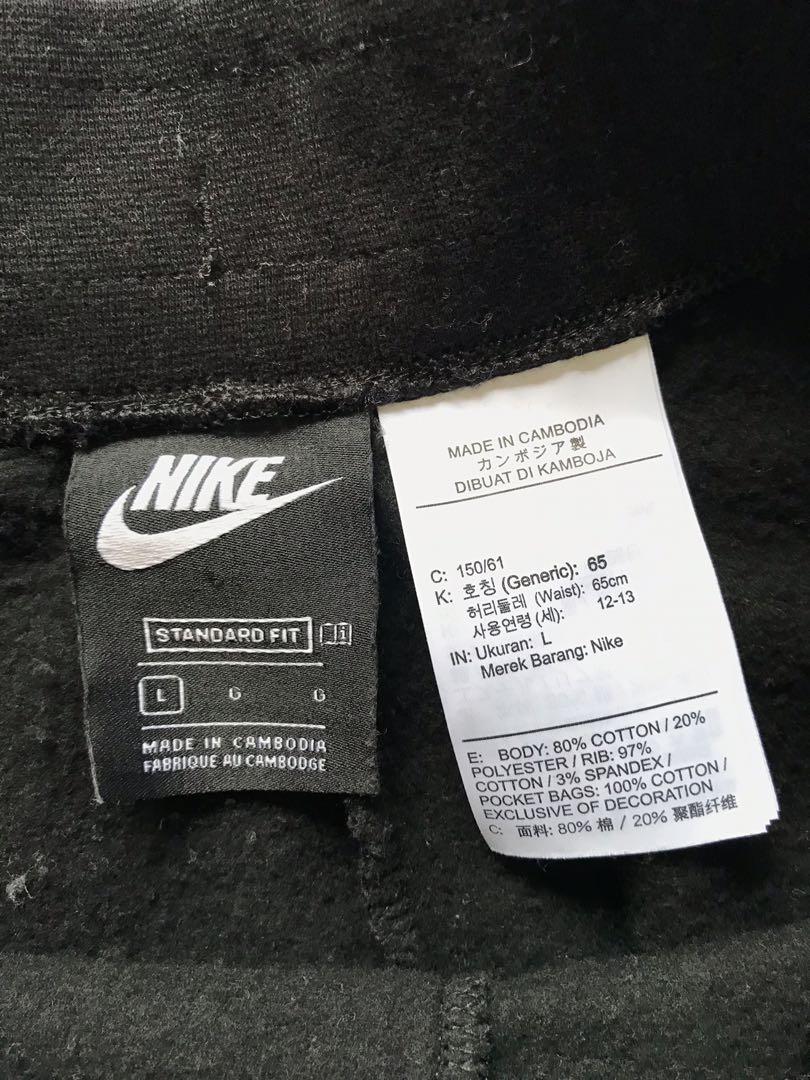 NIKE
STANDARD FIT
L G G
MADE IN CAMBODIA
FABRIQUE AU CAMBODGE
MADE IN CAMBODIA
カンボジア製
DIBUAT DI KAMBOJA
C: 150/61
K: 호칭 (Generic): 65
허리둘레 (Waist): 65cm
사용연령 (세): 12-13
IN: Ukuran: L
Merek Barang: Nike
E: BODY: 80% COTTON / 20%
POLYESTER / RIB: 97%
COTTON / 3% SPANDEX /
POCKET BAGS: 100% COTTON /
EXCLUSIVE OF DECORATION
C: 面料: 80% 棉 / 20% 聚酯纤维